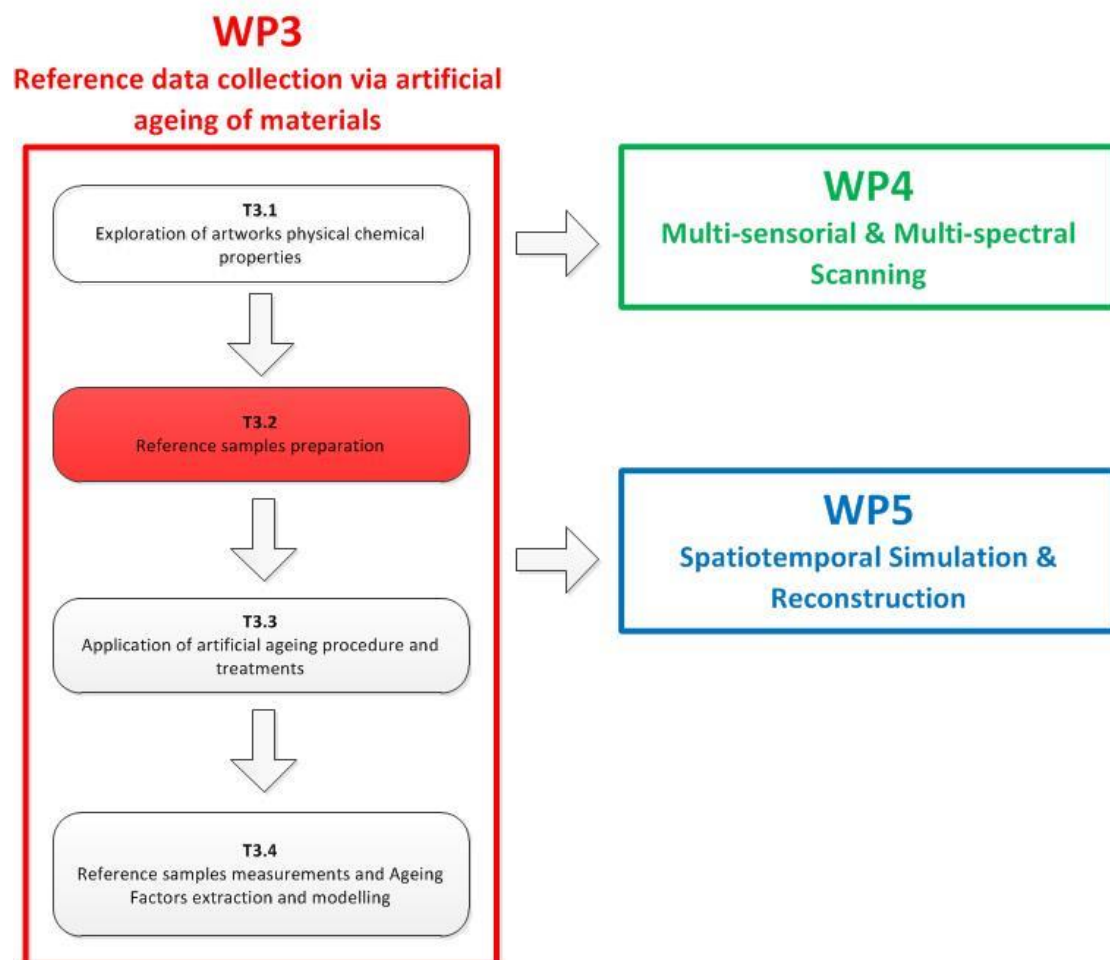 WP3
Reference data collection via artificial
ageing of materials
T3.1
Exploration of artworks physical chemical
properties
T3.2
Reference samples preparation
T3.3
Application of artificial ageing procedure and
treatments
T3.4
Reference samples measurements and Ageing
Factors extraction and modelling
WP4
Multi-sensorial & Multi-spectral
Scanning
WP5
Spatiotemporal Simulation &
Reconstruction